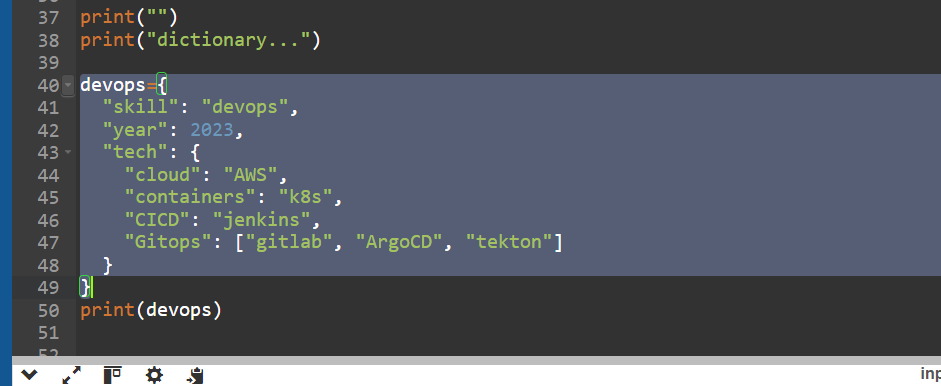 37 print("")
38 print("dictionary...")
39
40 devops={
41 "skill": "devops",
42 "year": 2023,
43 "tech": {
44 "cloud": "AWS",
45 "containers": "k8s",
46 "CICD": "jenkins",
47 "Gitops": ["gitlab", "ArgoCD", "tekton"]
48 }
49 }
50 print(devops)
51
52
inp